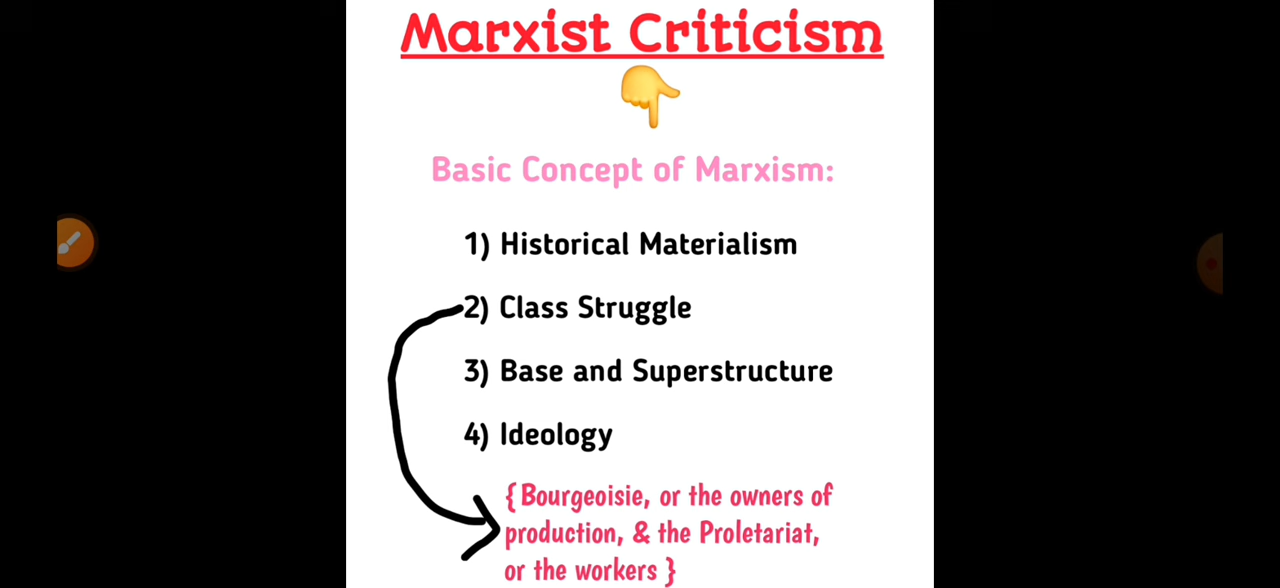 Marxist Criticism
Basic Concept of Marxism:
1) Historical Materialism
2) Class Struggle
3) Base and Superstructure
4) Ideology
{ Bourgeoisie, or the owners of
production, & the Proletariat,
or the workers }